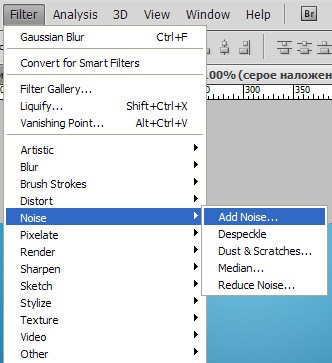 Filter Analysis 3D View Window Help Br
Gaussian Blur Ctrl+F
Convert for Smart Filters
100% (серое наложен
Filter Gallery...
Liquify... Shift+Ctrl+X
Vanishing Point... Alt+Ctrl+V
300 350
Artistic
Blur
Brush Strokes
Distort
Noise
Pixelate
Render
Sharpen
Sketch
Stylize
Texture
Video
Other
Add Noise...
Despeckle
Dust & Scratches...
Median...
Reduce Noise...